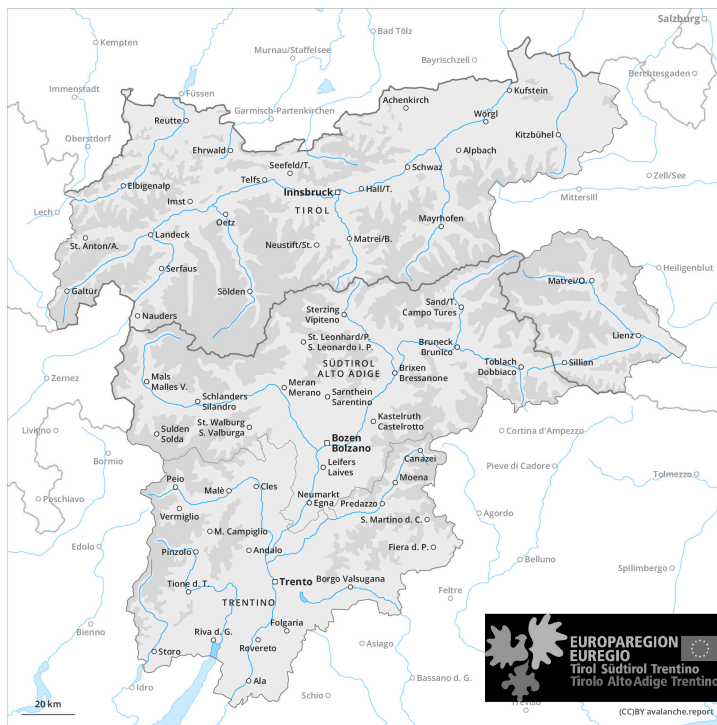 Salzburg
Kempten
Bad Tölz
Murnau/Staffelsee
Bayrischzell
Berchtesgaden
Immenstadt
Füssen
Kufstein
Achenkirch
Garmisch-Partenkirchen
Reutte
Wörgl
Oberstdorf
Kitzbühel
Ehrwald
Alpbach
Seefeld/T.
Schwaz
Telfs
Zell/See
Elbigenalp
Innsbruck
Hall/T.
Mittersill
Imst
TIROL
Lech
Oetz
Mayrhofen
St. Anton/A.
Landeck
Neustift/St.
Matrei/B.
Serfaus
Heiligenblut
Matrei/O.
Galtür
Sölden
Nauders
Sterzing
Vipiteno
Sand/T.
Campo Tures
Lienz
St. Leonhard/P.
S. Leonardo i. P.
Bruneck
Brunico
SÜDTIROL
ALTO ADIGE
Toblach
Dobbiaco
Sillian
Zernez
Mals
Malles V.
Brixen
Bressanone
Meran
Merano
Sarnthein
Sarentino
Schlanders
Silandro
Kastelruth
Castelrotto
St. Walburg
S. Valburga
Livigno
Sulden
Solda
Bozen
Bolzano
Cortina d'Ampezzo
Bormio
Canazei
Leifers
Laives
Pieve di Cadore
Tolmezzo
Peio
Malè
Cles
Moena
Poschiavo
Neumarkt
Egna
Predazzo
Vermiglio
Agordo
S. Martino d. C.
M. Campiglio
Edolo
Pinzolo
Andalo
Fiera d. P.
Belluno
Spilimbergo
Tione d. T.
Trento
Borgo Valsugana
Feltre
TRENTINO
Folgaria
Bienno
Riva d. G.
Rovereto
Asiago
Storo
Bassano d. G.
Ala
Idro
Schio
Treviso
EUROPAREGION
EUREGIO
Tirol Südtirol Trentino
Tirolo Alto Adige Trentino
20 km
(CC)BY avalanche.report